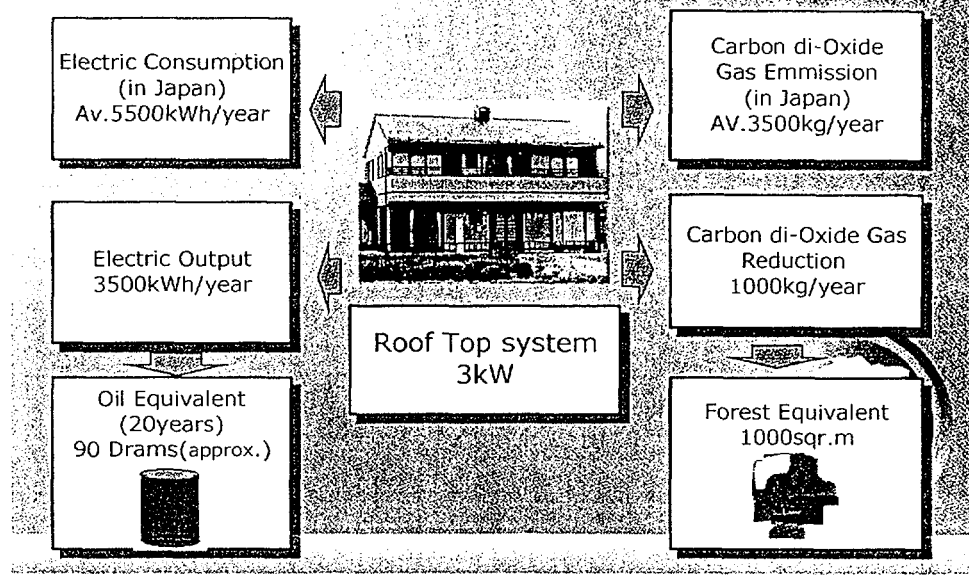 Electric Consumption
(in Japan)
Av.5500kWh/year
Electric Output
3500kWh/year
Oil Equivalent
(20years)
90 Drams(approx.)
Roof Top system
3kW
Carbon di-Oxide
Gas Emmission
(in Japan)
AV.3500kg/year
Carbon di-Oxide Gas
Reduction
1000kg/year
Forest Equivalent
1000sqr.m